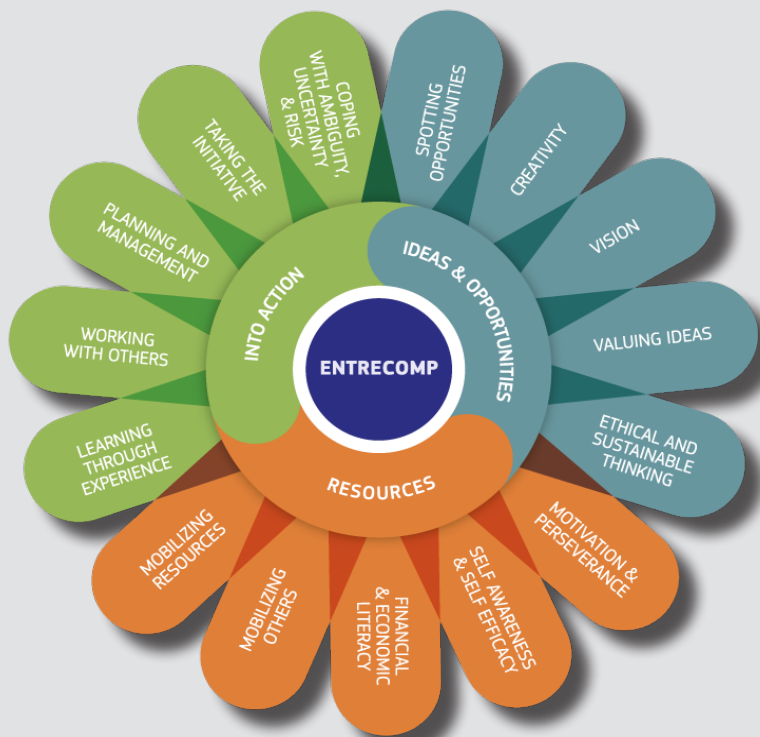 ENTRECOMP
IDEAS & OPPORTUNITIES
SPOTTING
OPPORTUNITIES
CREATIVITY
VISION
VALUING IDEAS
ETHICAL AND
SUSTAINABLE
THINKING
RESOURCES
MOTIVATION &
PERSEVERANCE
SELF AWARENESS
& SELF EFFICACY
FINANCIAL
& ECONOMIC
LITERACY
MOBILIZING
OTHERS
MOBILIZING
RESOURCES
INTO ACTION
LEARNING
THROUGH
EXPERIENCE
WORKING
WITH OTHERS
PLANNING AND
MANAGEMENT
TAKING THE
INITIATIVE
COPING
WITH AMBIGUITY,
UNCERTAINTY
& RISK